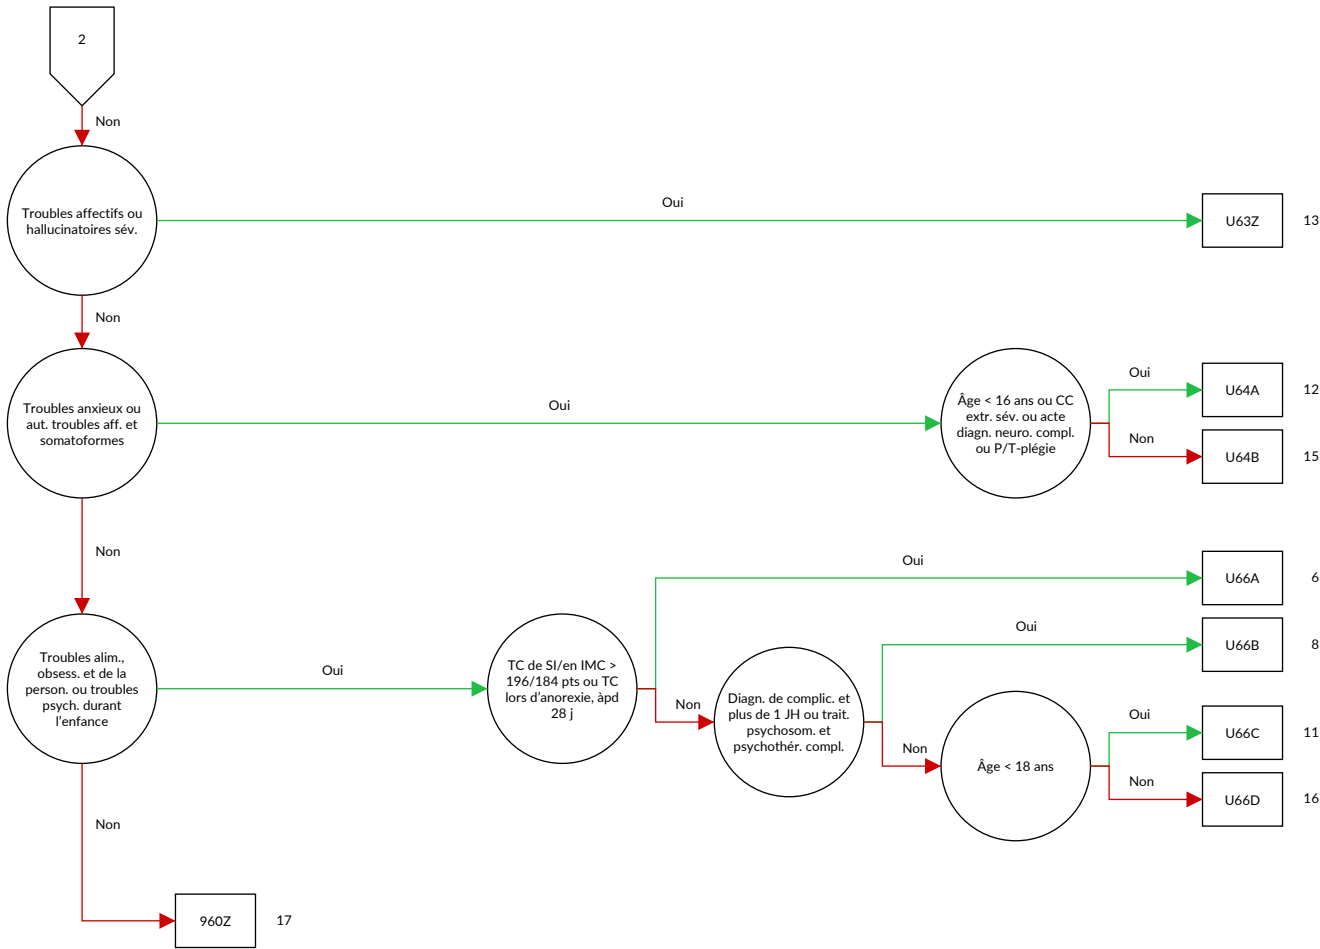 2
Non
Troubles affectifs ou
hallucinatoires sév.
Oui
U63Z
13
Non
Troubles anxieux ou
aut. troubles aff. et
somatoformes
Oui
Âge < 16 ans ou CC
extr. sév. ou acte
diagn. neuro. compl.
ou P/T-plégie
Oui
U64A
12
Non
U64B
15
Non
Troubles alim.,
obsess. et de la
person. ou troubles
psych. durant
l'enfance
Oui
TC de SI/en IMC >
196/184 pts ou TC
lors d'anorexie, àpd
28 j
Oui
U66A
6
Non
Diagn. de complic. et
plus de 1 JH ou trait.
psychosom. et
psychothér. compl.
Oui
U66B
8
Non
Âge < 18 ans
Oui
U66C
11
Non
U66D
16
Non
960Z
17